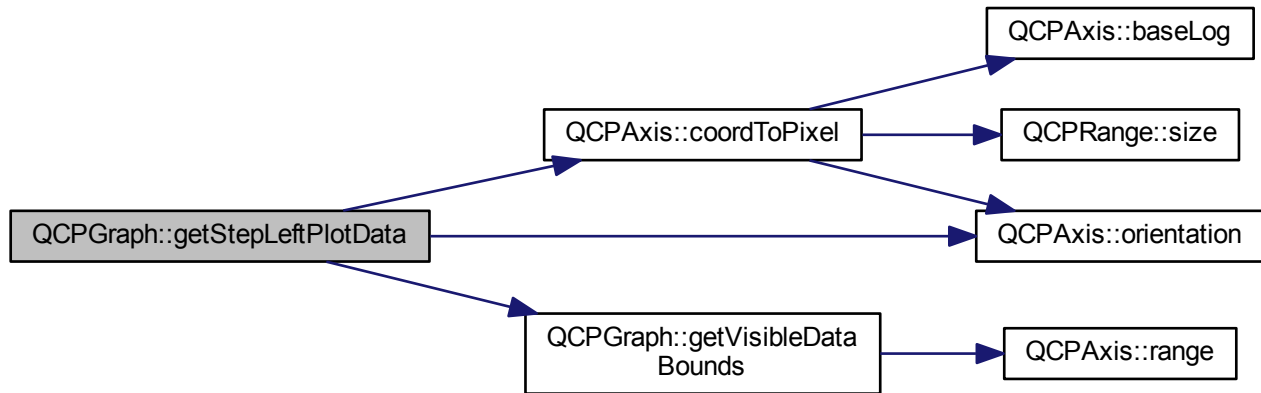 QCPAxis::baseLog
QCPAxis::coordToPixel
QCPRange::size
QCPGraph::getStepLeftPlotData
QCPAxis::orientation
QCPGraph::getVisibleData
Bounds
QCPAxis::range